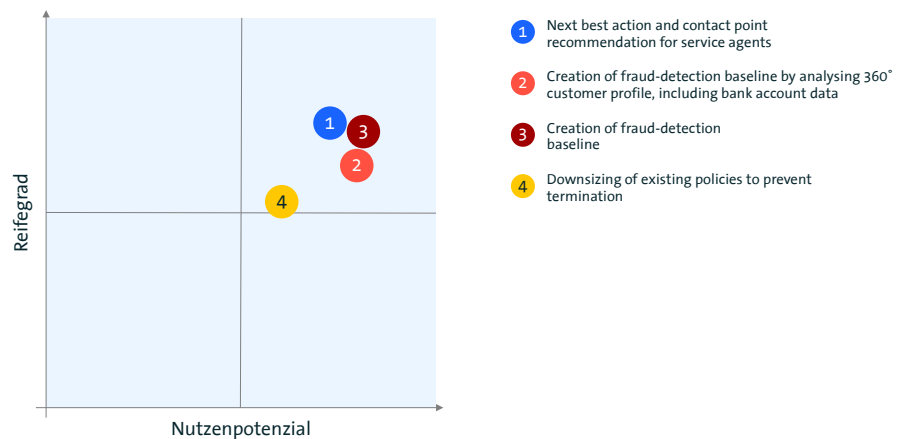 1
3
2
4
Reifegrad
Nutzenpotenzial
1
Next best action and contact point
recommendation for service agents
2
Creation of fraud-detection baseline by analysing 360°
customer profile, including bank account data
3
Creation of fraud-detection
baseline
4
Downsizing of existing policies to prevent
termination